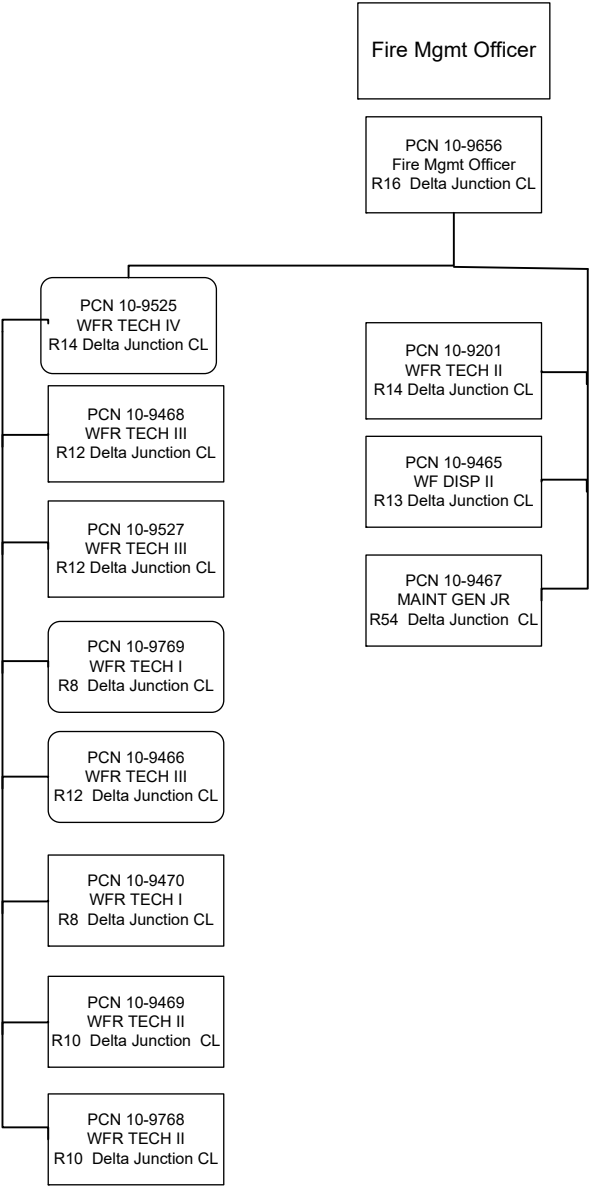 Fire Mgmt Officer
PCN 10-9656
Fire Mgmt Officer
R16 Delta Junction CL
PCN 10-9525
WFR TECH IV
R14 Delta Junction CL
PCN 10-9468
WFR TECH III
R12 Delta Junction CL
PCN 10-9527
WFR TECH III
R12 Delta Junction CL
PCN 10-9769
WFR TECH I
R8 Delta Junction CL
PCN 10-9466
WFR TECH III
R12 Delta Junction CL
PCN 10-9470
WFR TECH I
R8 Delta Junction CL
PCN 10-9469
WFR TECH II
R10 Delta Junction CL
PCN 10-9768
WFR TECH II
R10 Delta Junction CL
PCN 10-9201
WFR TECH II
R14 Delta Junction CL
PCN 10-9465
WF DISP II
R13 Delta Junction CL
PCN 10-9467
MAINT GEN JR
R54 Delta Junction CL